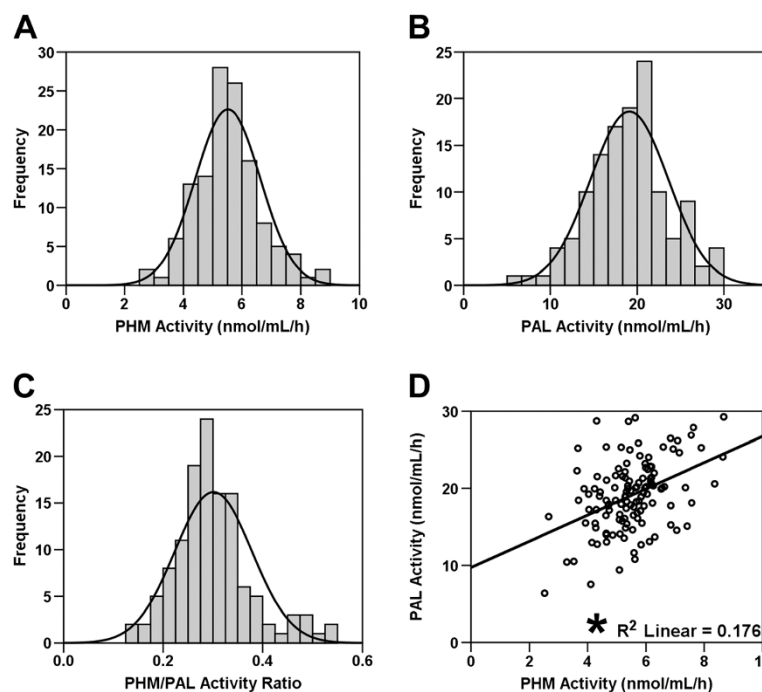 A
30
25
20
15
10
5
0
Frequency
0 2 4 6 8 10
PHM Activity (nmol/mL/h)
B
25
20
15
10
5
0
Frequency
0 10 20 30
PAL Activity (nmol/mL/h)
C
25
20
15
10
5
0
Frequency
0.0 0.2 0.4 0.6
PHM/PAL Activity Ratio
D
30
20
10
0
PAL Activity (nmol/mL/h)
* R² Linear = 0.176
0 2 4 6 8 10
PHM Activity (nmol/mL/h)